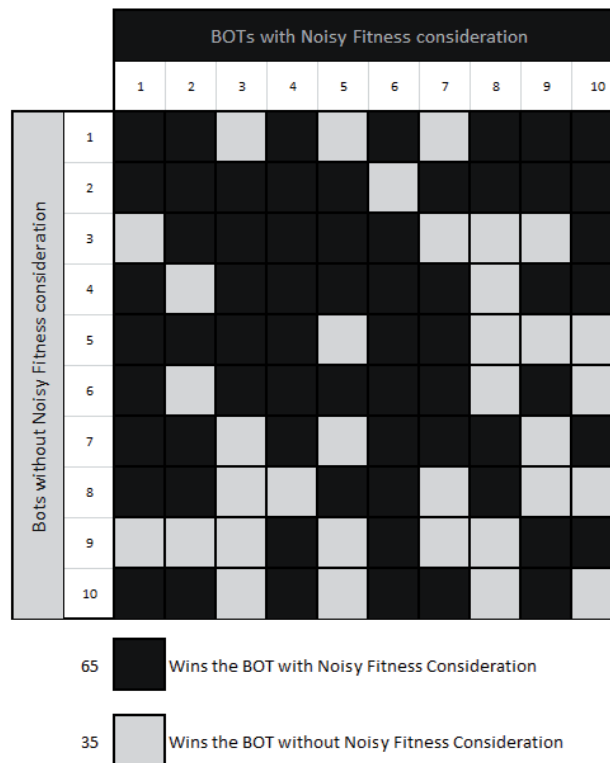 BOTs with Noisy Fitness consideration
1 2 3 4 5 6 7 8 9 10
Bots without Noisy Fitness consideration
1
2
3
4
5
6
7
8
9
10
65 Wins the BOT with Noisy Fitness Consideration
35 Wins the BOT without Noisy Fitness Consideration